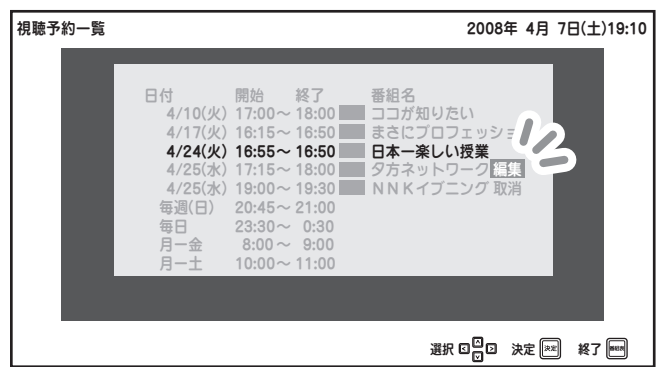 視聴予約一覧 2008年 4月 7日(土)19:10
日付 開始 終了 番組名
4/10(火) 17:00～ 18:00 ココが知りたい
4/17(火) 16:15～ 16:50 まさにプロフェッショ
4/24(火) 16:55～ 16:50 日本一楽しい授業
4/25(水) 17:15～ 18:00 夕方ネットワーク 編集
4/25(水) 19:00～ 19:30 NNKイブニング 取消
毎週(日) 20:45～ 21:00
毎日 23:30～ 0:30
月ー金 8:00～ 9:00
月ー土 10:00～ 11:00
選択 決定 決定 終了 番組表